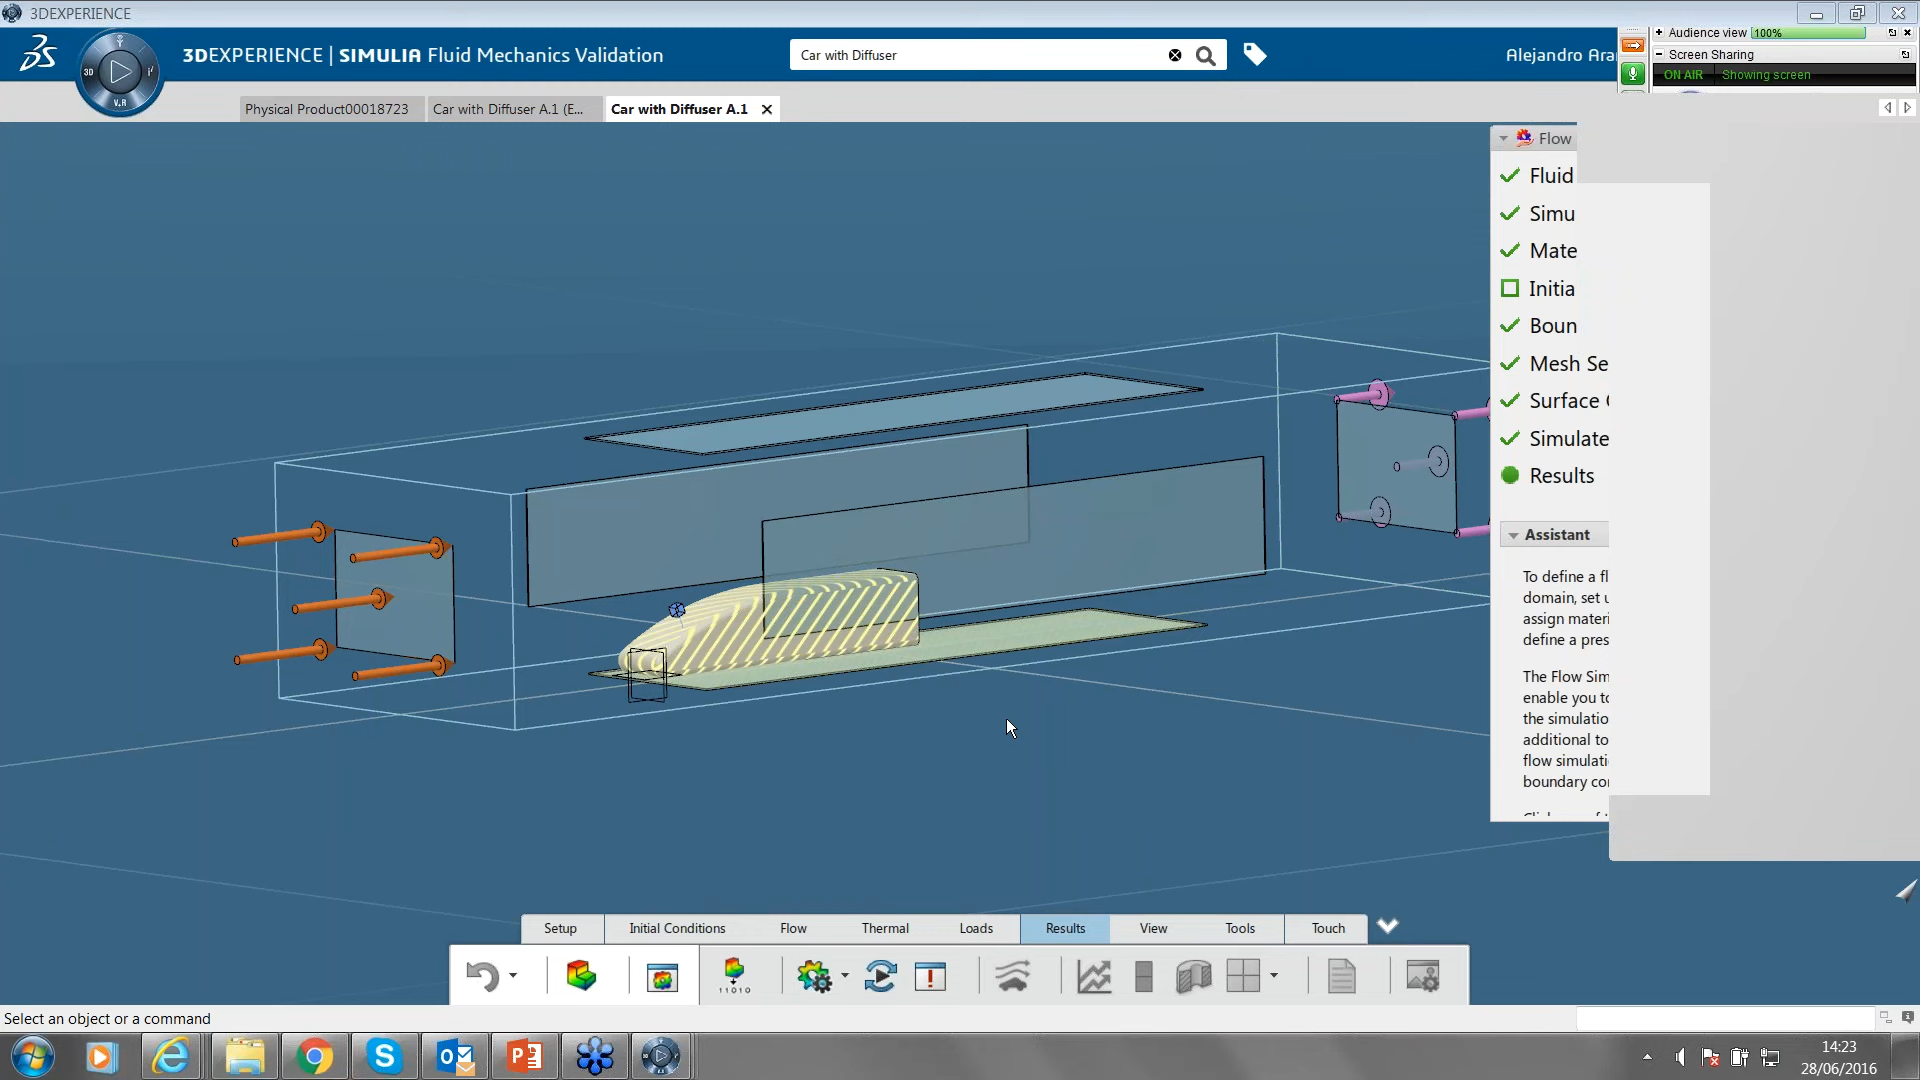 3DEXPERIENCE
3DEXPERIENCE | SIMULIA Fluid Mechanics Validation
Car with Diffuser
Alejandro Ara
Audience view 100%
Screen Sharing
ON AIR Showing screen
3D
i²
V.R
Physical Product00018723
Car with Diffuser A.1 (E...
Car with Diffuser A.1
Flow
Fluid
Simu
Mate
Initia
Boun
Mesh Se
Surface
Simulate
Results
Assistant
To define a fl
domain, set u
assign materi
define a pres
The Flow Sim
enable you to
the simulatio
additional to
flow simulati
boundary co
Setup
Initial Conditions
Flow
Thermal
Loads
Results
View
Tools
Touch
11010
Select an object or a command
14:23
28/06/2016